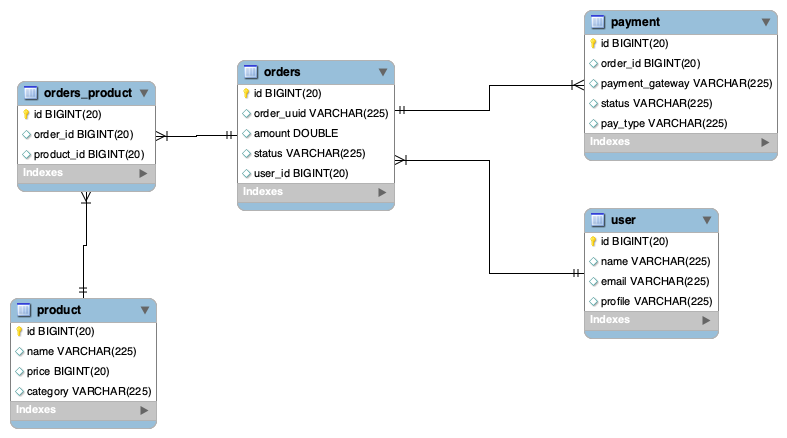 payment
id BIGINT(20)
order_id BIGINT(20)
payment_gateway VARCHAR(225)
status VARCHAR(225)
pay_type VARCHAR(225)
Indexes
orders
id BIGINT(20)
order_uuid VARCHAR(225)
amount DOUBLE
status VARCHAR(225)
user_id BIGINT(20)
Indexes
orders_product
id BIGINT(20)
order_id BIGINT(20)
product_id BIGINT(20)
Indexes
user
id BIGINT(20)
name VARCHAR(225)
email VARCHAR(225)
profile VARCHAR(225)
Indexes
product
id BIGINT(20)
name VARCHAR(225)
price BIGINT(20)
category VARCHAR(225)
Indexes